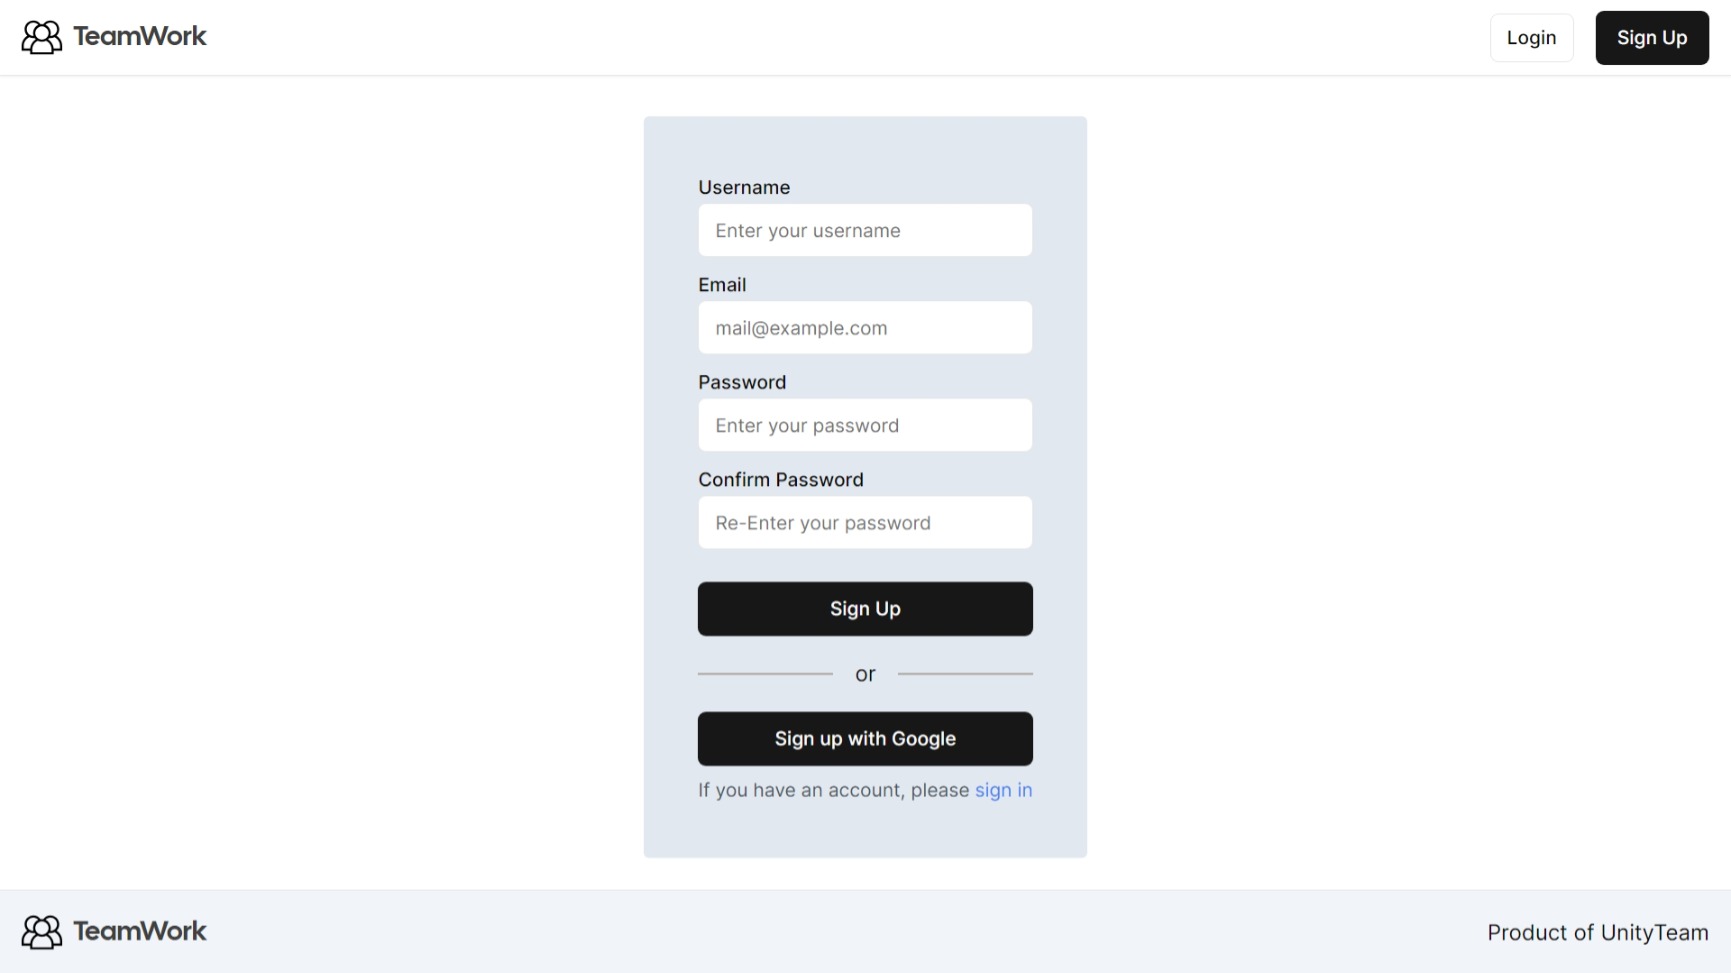 TeamWork
Login
Sign Up
Username
Enter your username
Email
mail@example.com
Password
Enter your password
Confirm Password
Re-Enter your password
Sign Up
or
Sign up with Google
If you have an account, please sign in
TeamWork
Product of UnityTeam